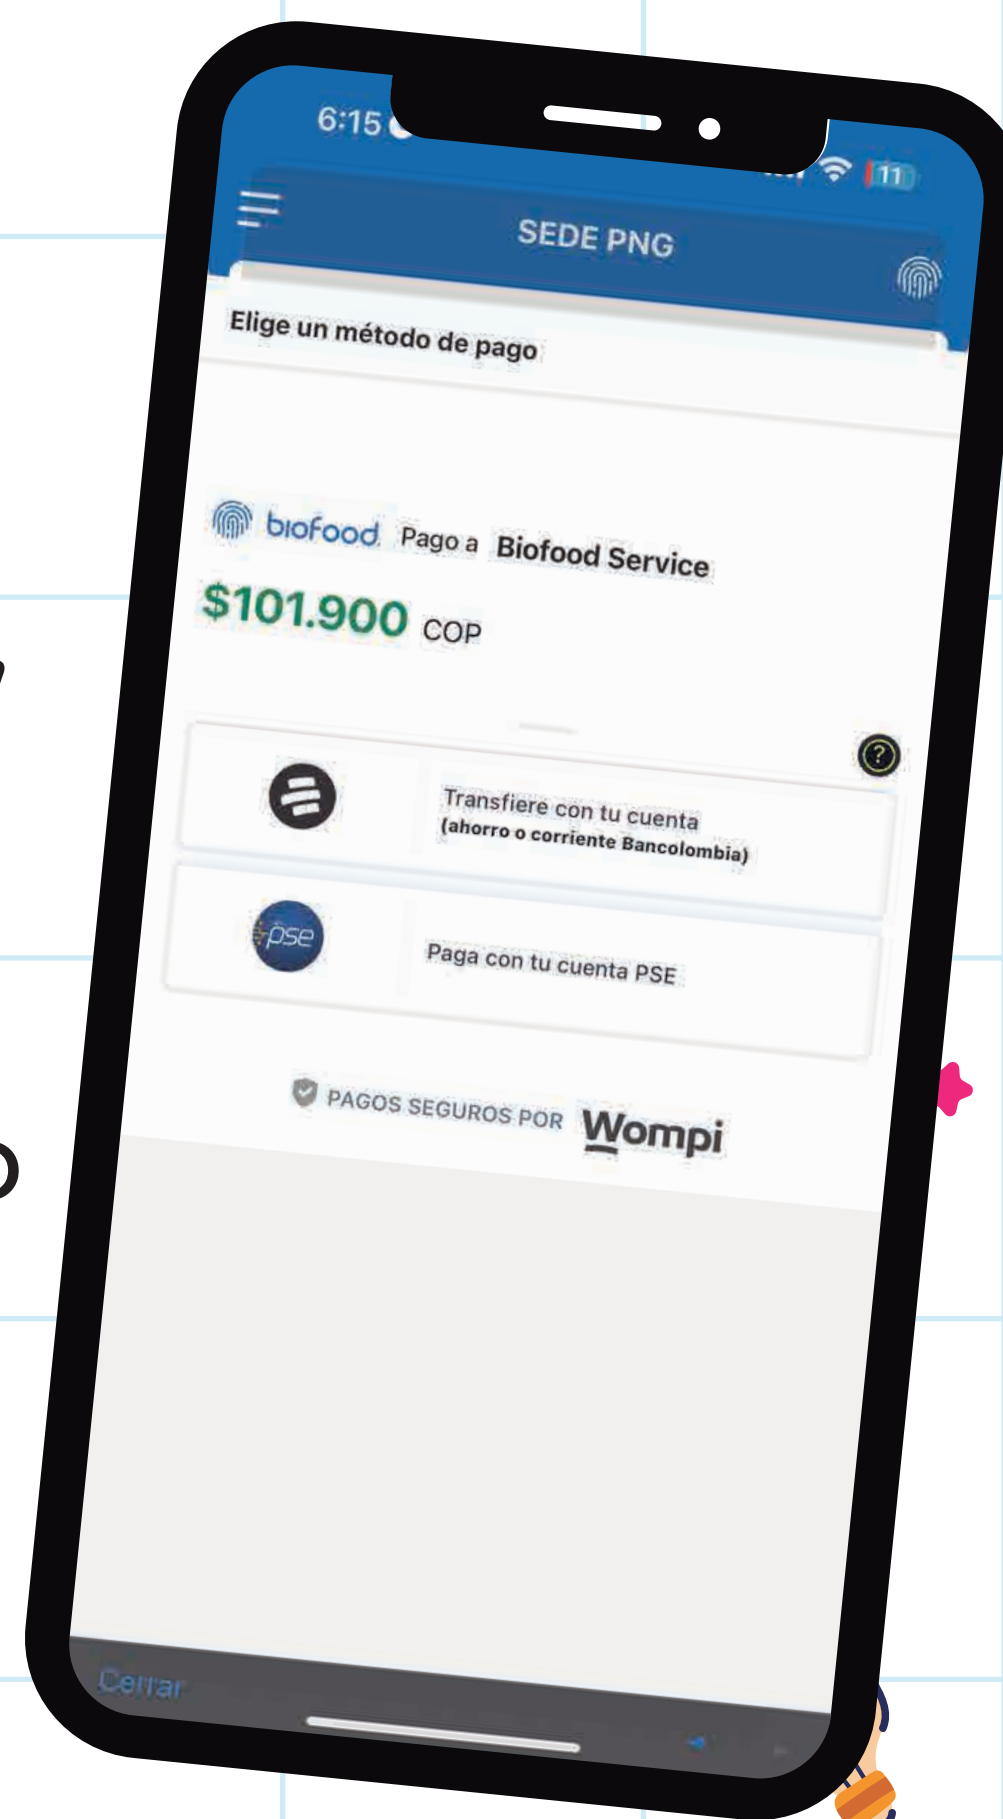 6:15
11
SEDE PNG
Elige un método de pago
biofood Pago a Biofood Service
$101.900 COP
?
Transfiere con tu cuenta
(ahorro o corriente Bancolombia)
pse Paga con tu cuenta PSE
PAGOS SEGUROS POR Wompi
Cerrar